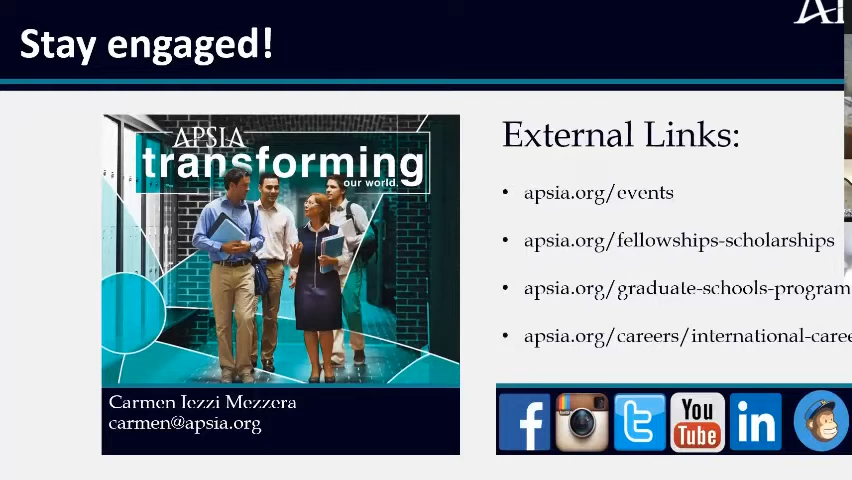 Stay engaged!
APSIA
transforming
our world.
External Links:
• apsia.org/events
• apsia.org/fellowships-scholarships
• apsia.org/graduate-schools-program
• apsia.org/careers/international-caree
Carmen Iezzi Mezzera
carmen@apsia.org
You
Tube
in